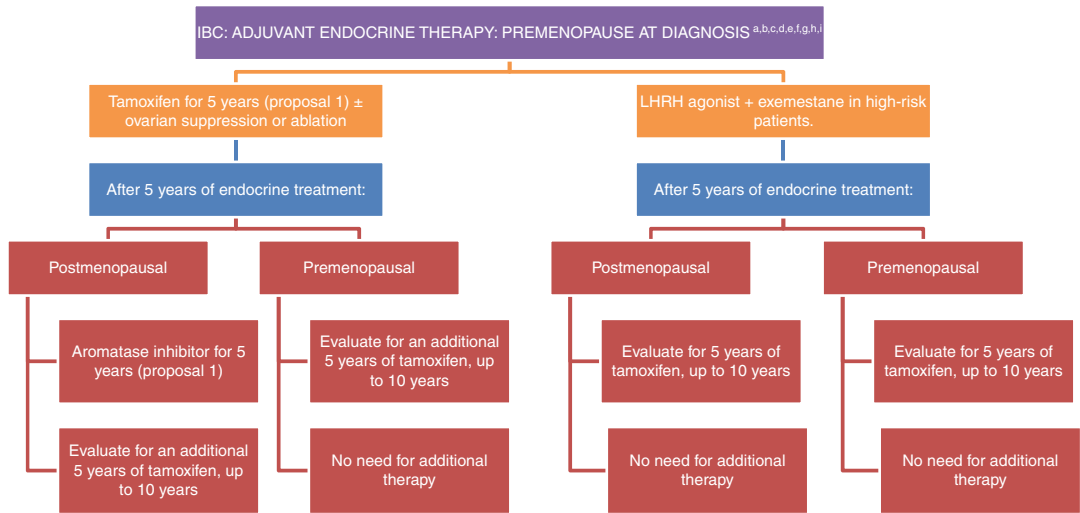 IBC: ADJUVANT ENDOCRINE THERAPY: PREMENOPAUSE AT DIAGNOSIS a,b,c,d,e,f,g,h,i
Tamoxifen for 5 years (proposal 1) ±
ovarian suppression or ablation
LHRH agonist + exemestane in high-risk
patients.
After 5 years of endocrine treatment:
After 5 years of endocrine treatment:
Postmenopausal
Premenopausal
Postmenopausal
Premenopausal
Aromatase inhibitor for 5
years (proposal 1)
Evaluate for an additional
5 years of tamoxifen, up
to 10 years
Evaluate for 5 years of
tamoxifen, up to 10 years
Evaluate for 5 years of
tamoxifen, up to 10 years
Evaluate for an additional
5 years of tamoxifen, up
to 10 years
No need for additional
therapy
No need for additional
therapy
No need for additional
therapy